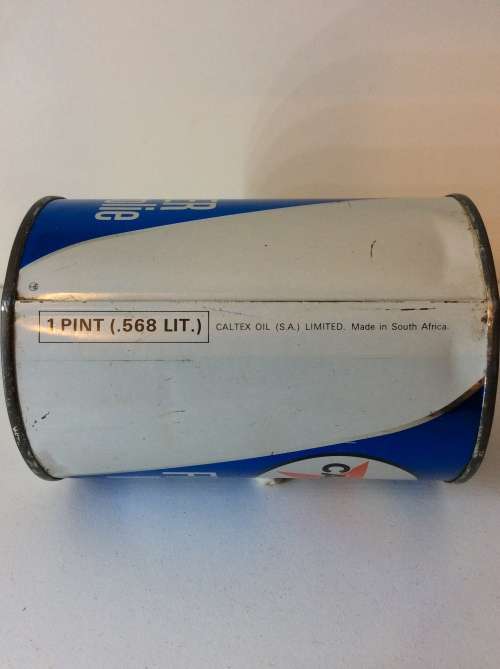 1 PINT (.568 LIT.) CALTEX OIL (S.A.) LIMITED. Made in South Africa.